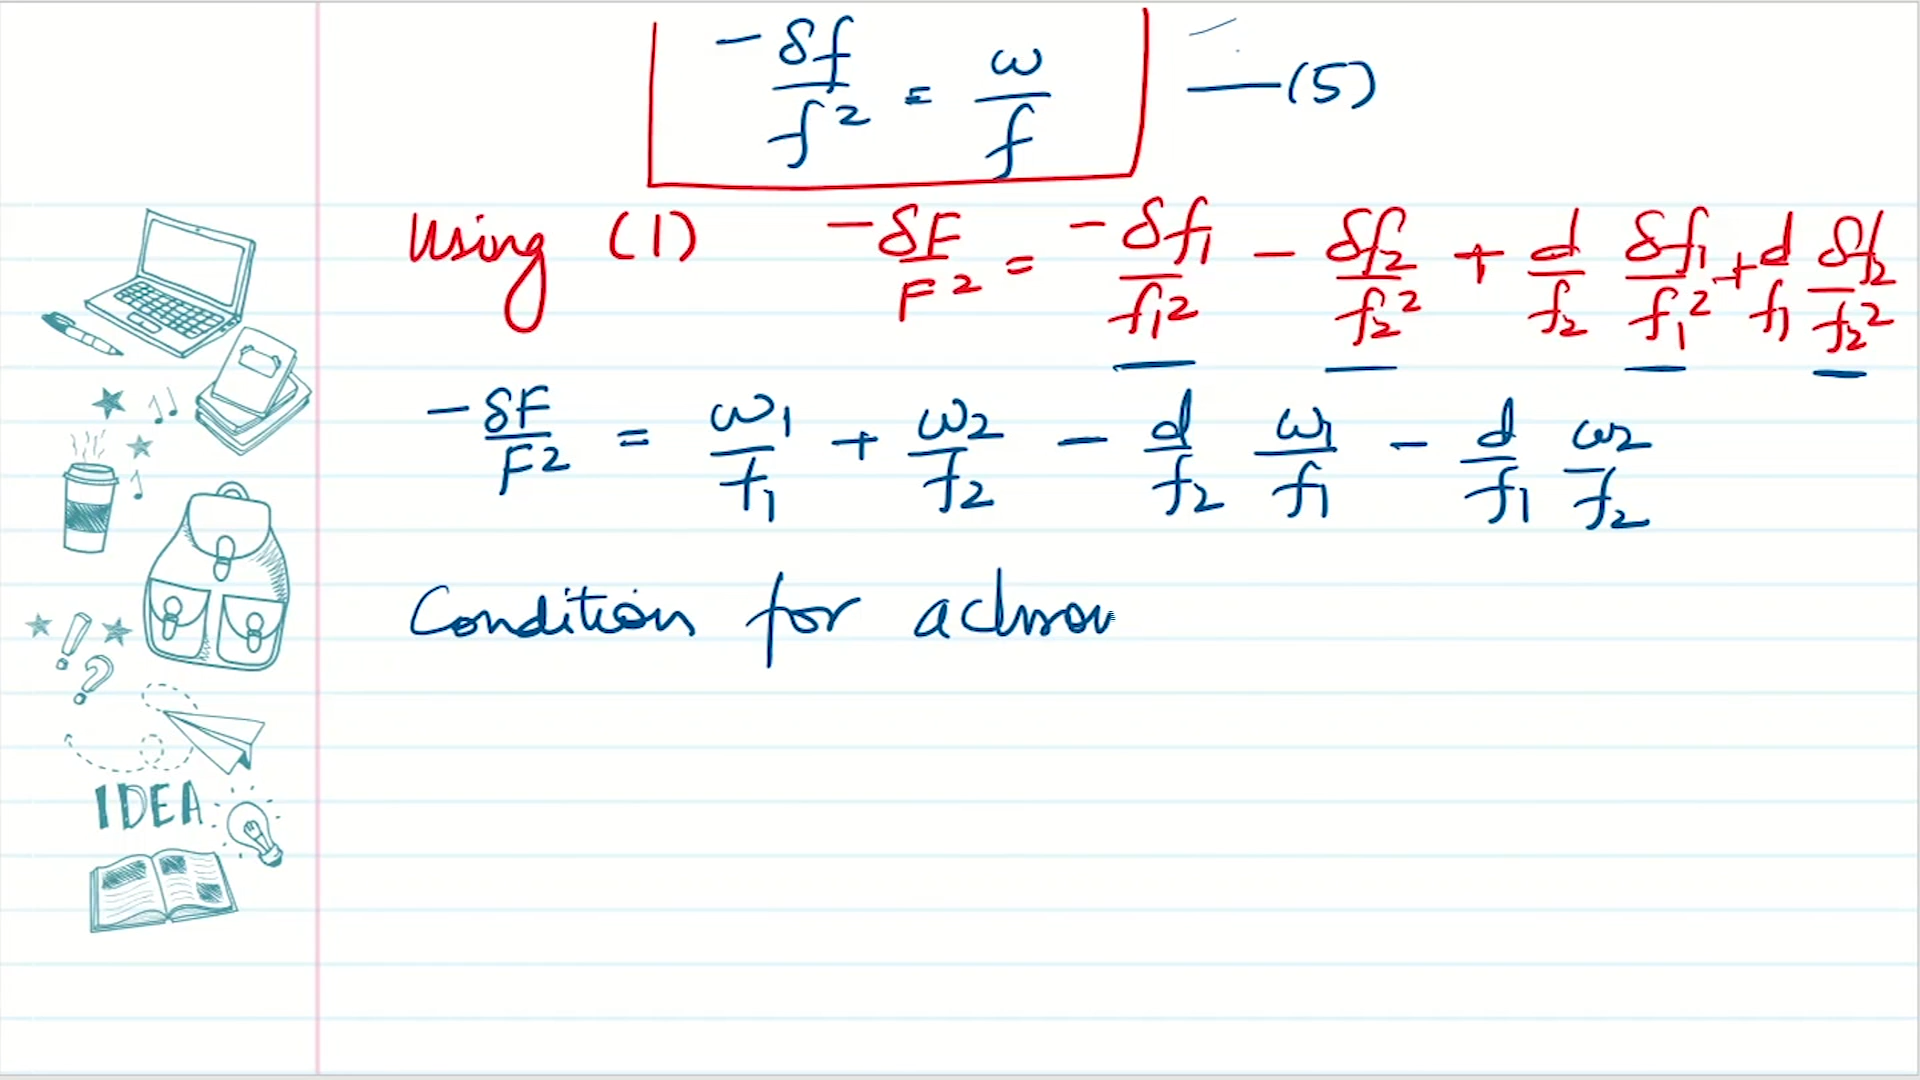 -δf/f² = ω/f —(5)
Using (1) -δF/F² = -δf₁/f₁² - δf₂/f₂² + d/f₂ δf₁/f₁² + d/f₁ δf₂/f₂²
-δF/F² = ω₁/f₁ + ω₂/f₂ - d/f₂ ω₁/f₁ - d/f₁ ω₂/f₂
Condition for achrom
! ?
IDEA